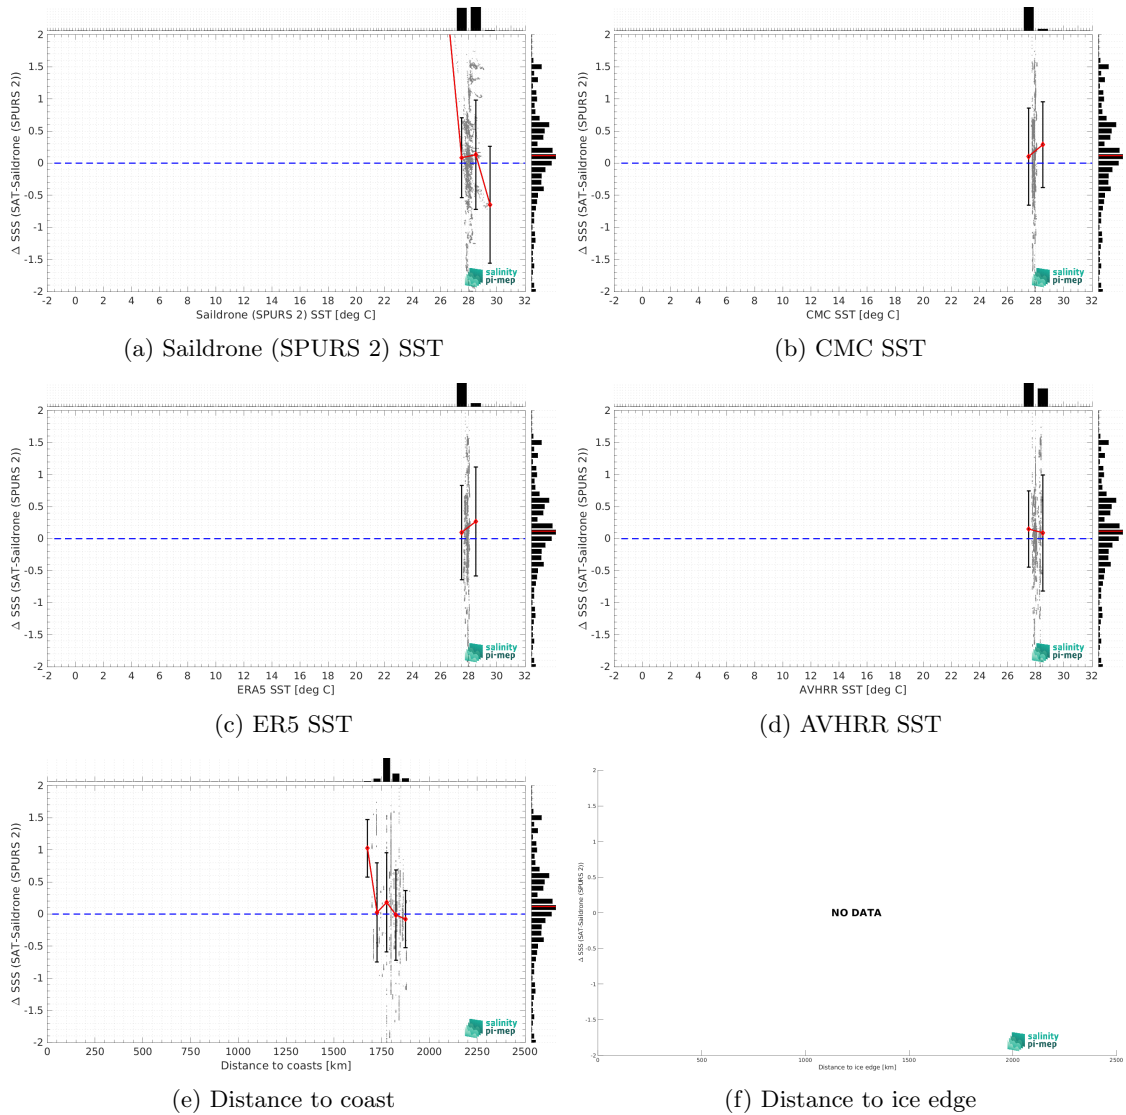 2
1.5
1
0.5
0
-0.5
-1
-1.5
-2
Δ SSS (SAT-Saildrone (SPURS 2))
-2 0 2 4 6 8 10 12 14 16 18 20 22 24 26 28 30 32
Saildrone (SPURS 2) SST [deg C]
salinity
pi-mep
(a) Saildrone (SPURS 2) SST
2
1.5
1
0.5
0
-0.5
-1
-1.5
-2
Δ SSS (SAT-Saildrone (SPURS 2))
-2 0 2 4 6 8 10 12 14 16 18 20 22 24 26 28 30 32
CMC SST [deg C]
salinity
pi-mep
(b) CMC SST
2
1.5
1
0.5
0
-0.5
-1
-1.5
-2
Δ SSS (SAT-Saildrone (SPURS 2))
-2 0 2 4 6 8 10 12 14 16 18 20 22 24 26 28 30 32
ERA5 SST [deg C]
salinity
pi-mep
(c) ER5 SST
2
1.5
1
0.5
0
-0.5
-1
-1.5
-2
Δ SSS (SAT-Saildrone (SPURS 2))
-2 0 2 4 6 8 10 12 14 16 18 20 22 24 26 28 30 32
AVHRR SST [deg C]
salinity
pi-mep
(d) AVHRR SST
2
1.5
1
0.5
0
-0.5
-1
-1.5
-2
Δ SSS (SAT-Saildrone (SPURS 2))
0 250 500 750 1000 1250 1500 1750 2000 2250 2500
Distance to coasts [km]
salinity
pi-mep
(e) Distance to coast
2
1.5
1
0.5
0
-0.5
-1
-1.5
-2
Δ SSS (SAT-Saildrone (SPURS 2))
NO DATA
0 500 1000 1500 2000 2500
Distance to ice edge [km]
salinity
pi-mep
(f) Distance to ice edge